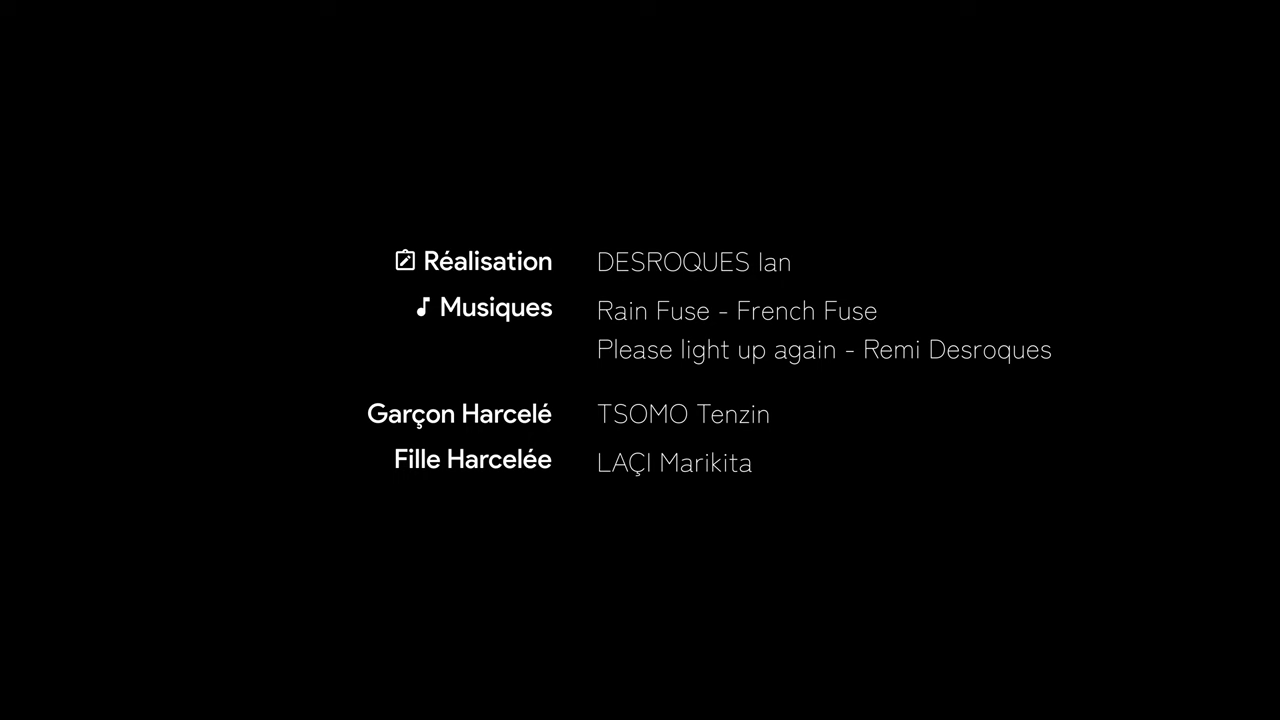 Réalisation DESROQUES Ian
Musiques Rain Fuse - French Fuse
Please light up again - Remi Desroques
Garçon Harcelé TSOMO Tenzin
Fille Harcelée LAÇI Marikita